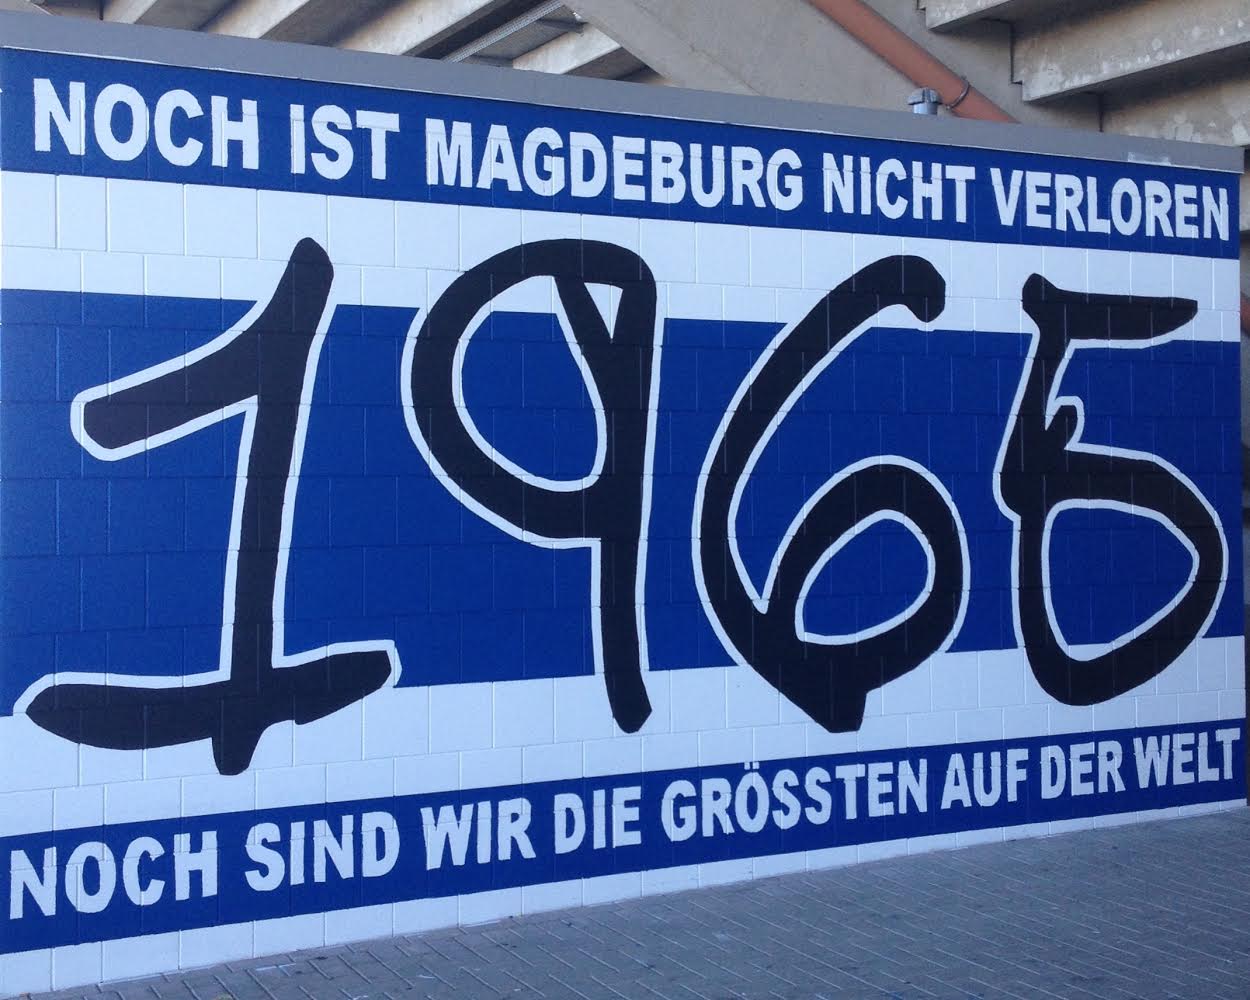 NOCH IST MAGDEBURG NICHT VERLOREN
1965
NOCH SIND WIR DIE GRÖSSTEN AUF DER WELT